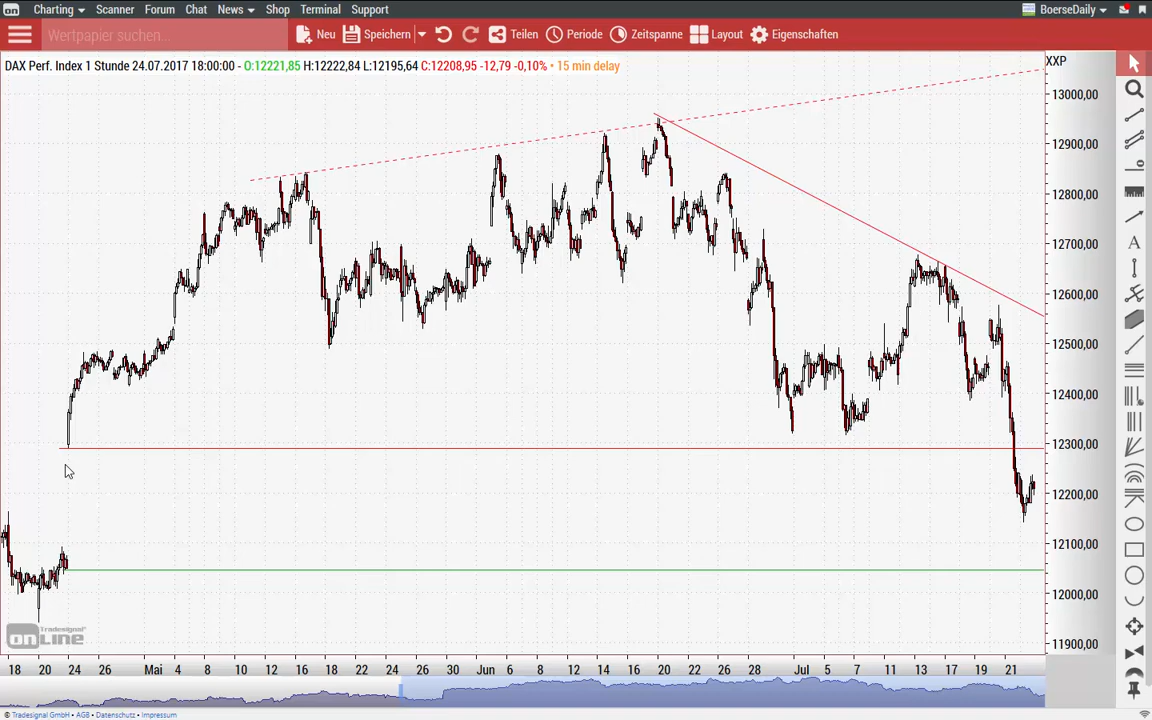 on Charting Scanner Forum Chat News Shop Terminal Support BoerseDaily
Wertpapier suchen... Neu Speichern Teilen Periode Zeitspanne Layout Eigenschaften
DAX Perf. Index 1 Stunde 24.07.2017 18:00:00 - O:12221,85 H:12222,84 L:12195,64 C:12208,95 -12,79 -0,10% • 15 min delay
XXP
13000,00
12900,00
12800,00
12700,00
12600,00
12500,00
12400,00
12300,00
12200,00
12100,00
12000,00
11900,00
A
Tradesignal®
onLine
18 20 24 26 Mai 4 8 10 12 16 18 22 24 26 30 Jun 6 8 12 14 16 20 22 26 28 Jul 5 7 11 13 17 19 21
Tradesignal GmbH • AGB • Datenschutz • Impressum